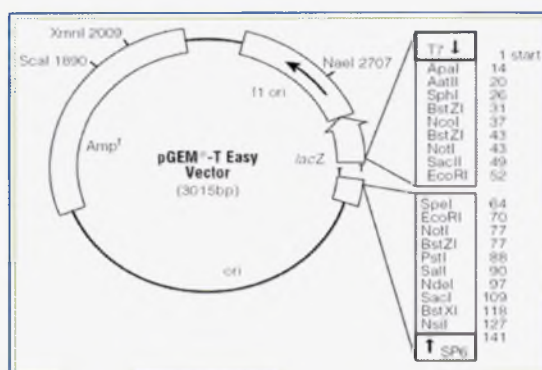 XmnI 2009
ScaI 1890
NaeI 2707
f1 ori
Ampʳ
pGEM®-T Easy
Vector
(3015bp)
lacZ
ori
T7 ↓
1 start
ApaI 14
AatII 20
SphI 26
BstZI 31
NcoI 37
BstZI 43
NotI 43
SacII 49
EcoRI 52
SpeI 64
EcoRI 70
NotI 77
BstZI 77
PstI 88
SalI 90
NdeI 97
SacI 109
BstXI 118
NsiI 127
141
↑ SP6